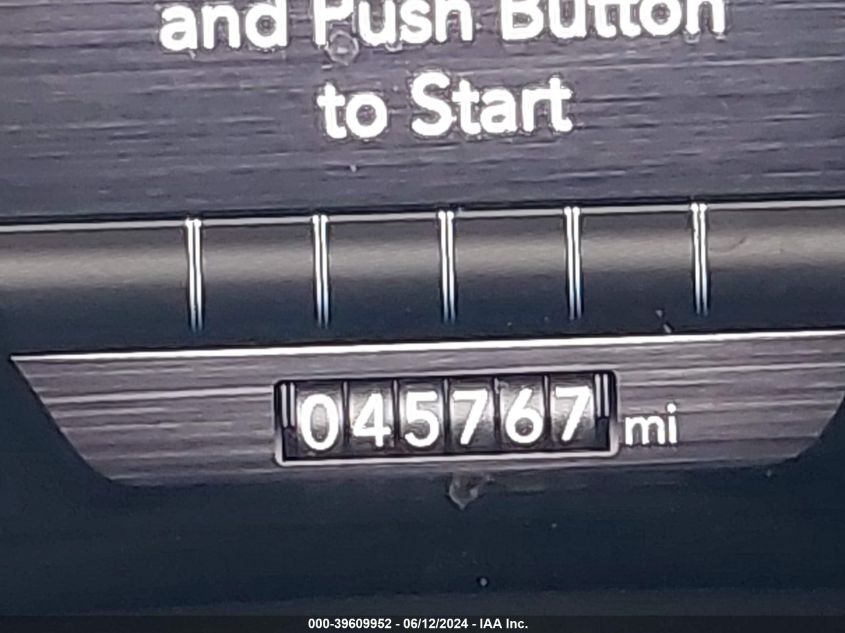 and Push Button
to Start
045767 mi
000-39609952 - 06/12/2024 - IAA Inc.